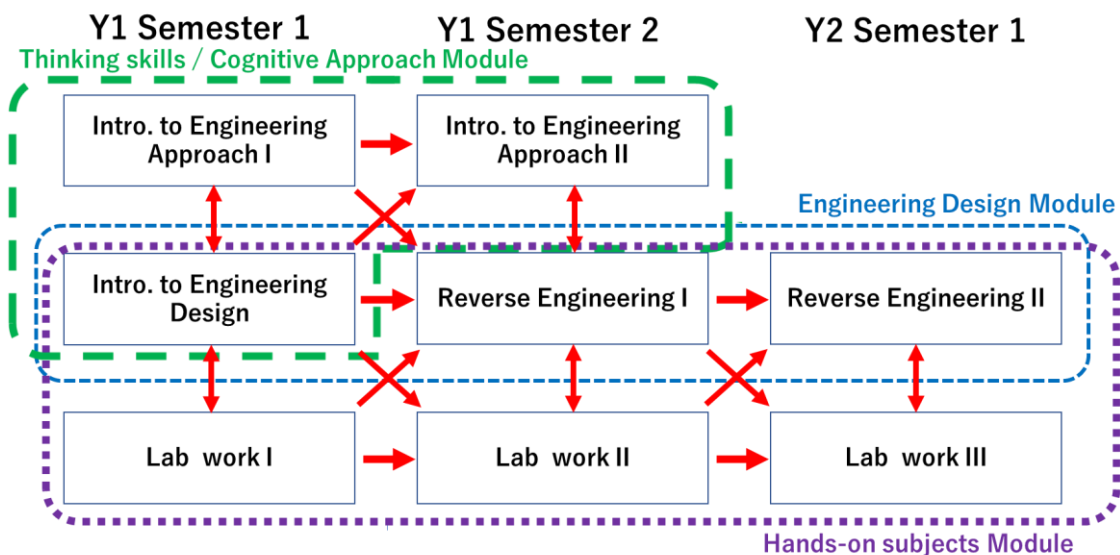 Y1 Semester 1
Y1 Semester 2
Y2 Semester 1
Thinking skills / Cognitive Approach Module
Intro. to Engineering
Approach I
Intro. to Engineering
Approach II
Engineering Design Module
Intro. to Engineering
Design
Reverse Engineering I
Reverse Engineering II
Lab work I
Lab work II
Lab work III
Hands-on subjects Module